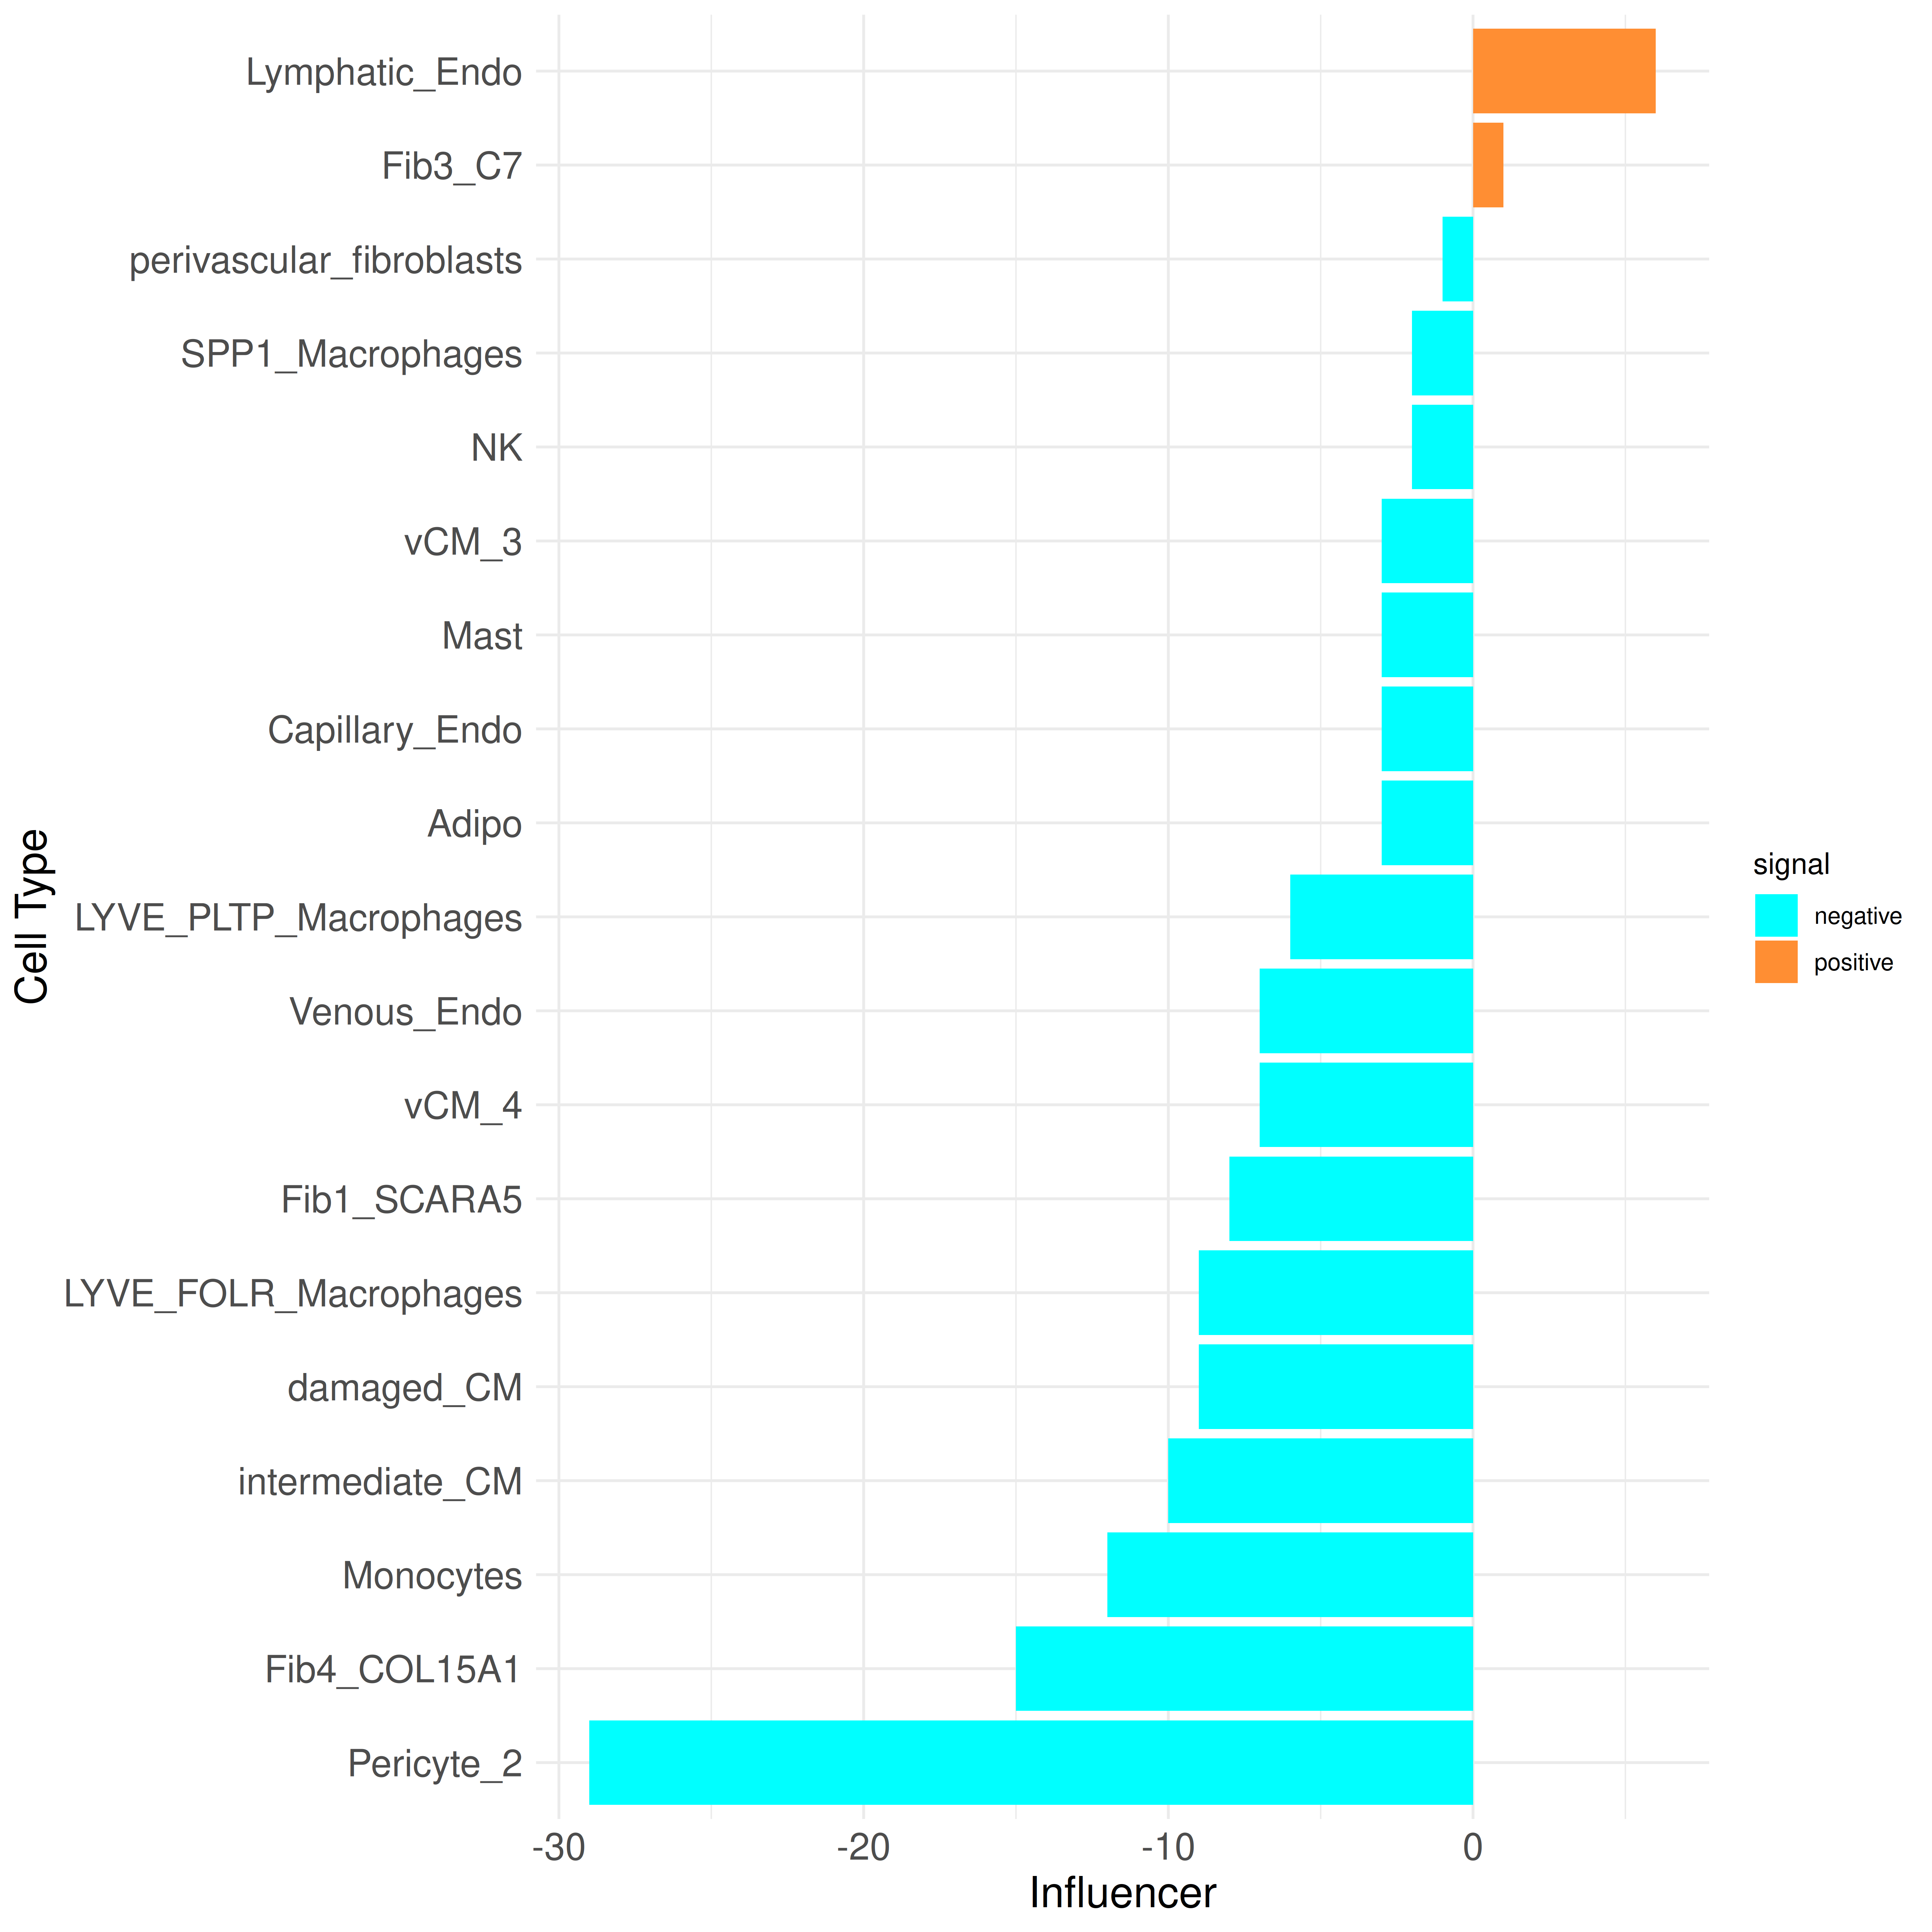 Lymphatic_Endo
Fib3_C7
perivascular_fibroblasts
SPP1_Macrophages
NK
vCM_3
Mast
Capillary_Endo
Adipo
LYVE_PLTP_Macrophages
Venous_Endo
vCM_4
Fib1_SCARA5
LYVE_FOLR_Macrophages
damaged_CM
intermediate_CM
Monocytes
Fib4_COL15A1
Pericyte_2
Cell Type
-30 -20 -10 0
Influencer
signal
negative
positive